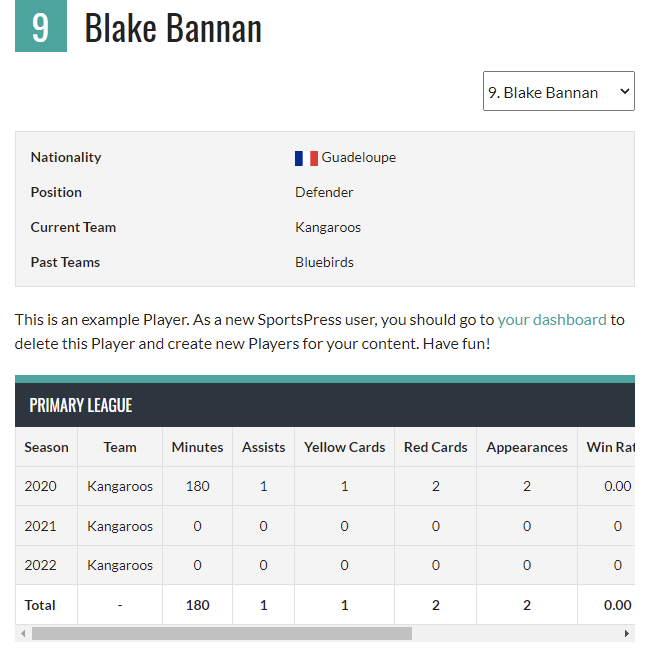 9 Blake Bannan
9. Blake Bannan
Nationality Guadeloupe
Position Defender
Current Team Kangaroos
Past Teams Bluebirds
This is an example Player. As a new SportsPress user, you should go to your dashboard to
delete this Player and create new Players for your content. Have fun!
PRIMARY LEAGUE
Season Team Minutes Assists Yellow Cards Red Cards Appearances Win Rat
2020 Kangaroos 180 1 1 2 2 0.00
2021 Kangaroos 0 0 0 0 0 0
2022 Kangaroos 0 0 0 0 0 0
Total - 180 1 1 2 2 0.00